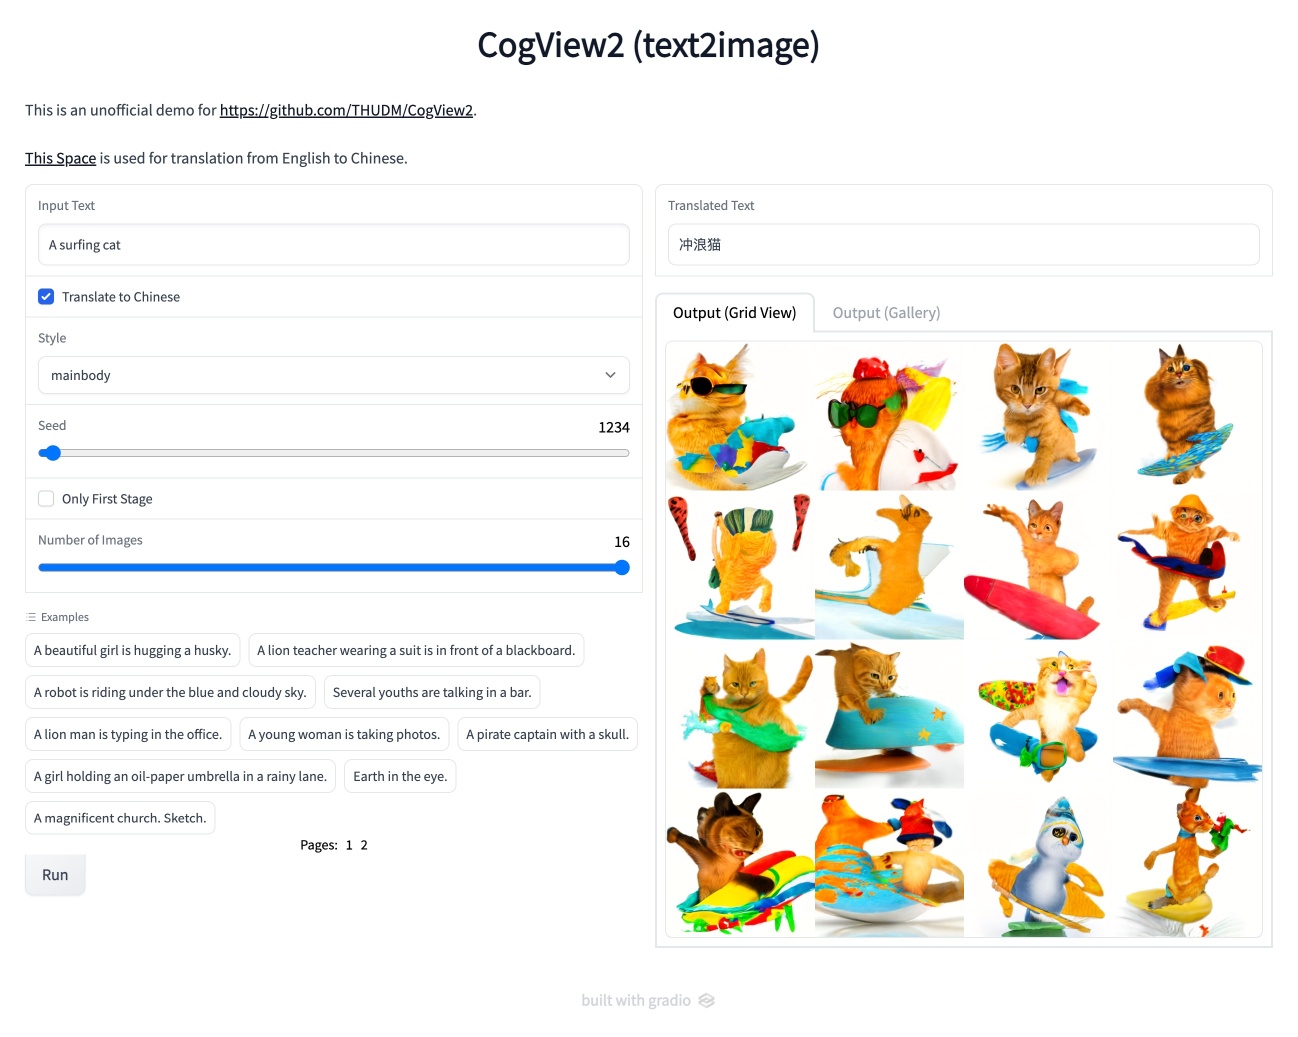 CogView2 (text2image)
This is an unofficial demo for https://github.com/THUDM/CogView2.
This Space is used for translation from English to Chinese.
Input Text
A surfing cat
Translate to Chinese
Style
mainbody
Seed
1234
Only First Stage
Number of Images
16
Examples
A beautiful girl is hugging a husky.
A lion teacher wearing a suit is in front of a blackboard.
A robot is riding under the blue and cloudy sky.
Several youths are talking in a bar.
A lion man is typing in the office.
A young woman is taking photos.
A pirate captain with a skull.
A girl holding an oil-paper umbrella in a rainy lane.
Earth in the eye.
A magnificent church. Sketch.
Pages: 1 2
Run
Translated Text
冲浪猫
Output (Grid View)
Output (Gallery)
built with gradio